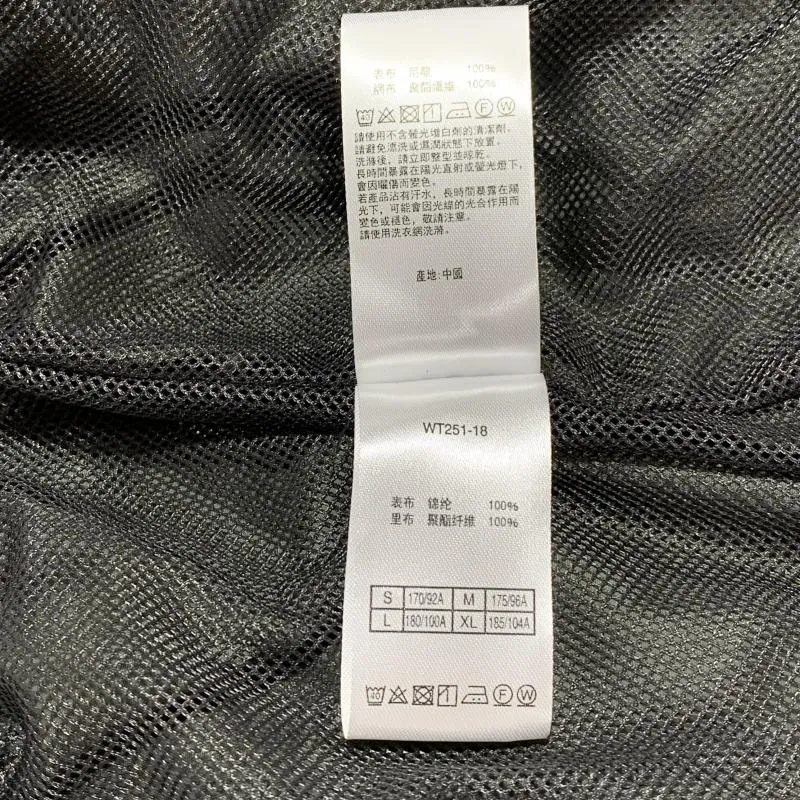 表布 尼龍 100%
網布 聚酯纖維 100%
40 F W
請使用不含螢光增白劑的清潔劑。
請避免濕洗或濕潤狀態下放置。
洗滌後，請立即整型並晾乾。
長時間暴露在陽光直射或螢光燈下，
會因曬傷而變色。
若產品沾有汗水，長時間暴露在陽
光下，可能會因光線的光合作用而
變色或褪色，敬請注意。
請使用洗衣網洗滌。
產地:中國
WT251-18
表布 锦纶 100%
里布 聚酯纤维 100%
S 170/92A M 175/96A
L 180/100A XL 185/104A
40 F W